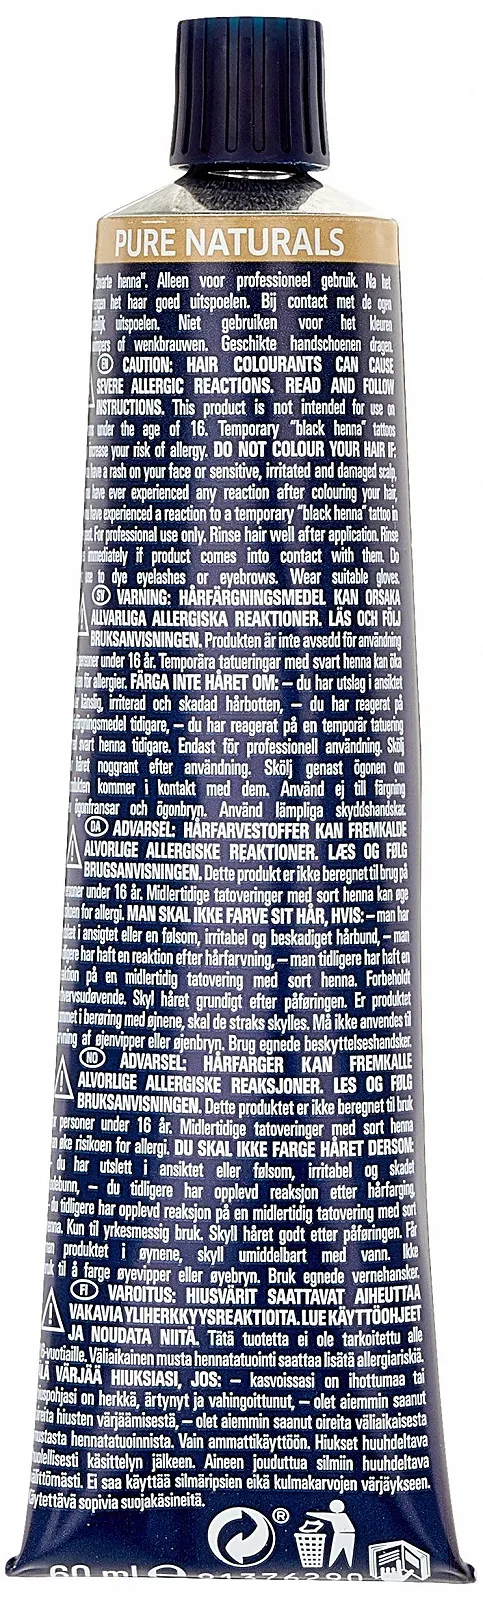 PURE NATURALS
"zwarte henna". Alleen voor professioneel gebruik. Na het
het haar goed uitspoelen. Bij contact met de ogen
uitspoelen. Niet gebruiken voor het kleuren
of wenkbrauwen. Geschikte handschoenen dragen.
EN CAUTION: HAIR COLOURANTS CAN CAUSE
SEVERE ALLERGIC REACTIONS. READ AND FOLLOW
INSTRUCTIONS. This product is not intended for use on
under the age of 16. Temporary "black henna" tattoos
increase your risk of allergy. DO NOT COLOUR YOUR HAIR IF:
have a rash on your face or sensitive, irritated and damaged scalp,
have ever experienced any reaction after colouring your hair,
have experienced a reaction to a temporary "black henna" tattoo in
For professional use only. Rinse hair well after application. Rinse
immediately if product comes into contact with them. Do
use to dye eyelashes or eyebrows. Wear suitable gloves.
SV VARNING: HÅRFÄRGNINGSMEDEL KAN ORSAKA
ALLVARLIGA ALLERGISKA REAKTIONER. LÄS OCH FÖLJ
BRUKSANVISNINGEN. Produkten är inte avsedd för användning
personer under 16 år. Temporära tatueringar med svart henna kan öka
för allergier. FÄRGA INTE HÅRET OM: – du har utslag i ansiktet
känslig, irriterad och skadad hårbotten, – du har reagerat på
tidigare, – du har reagerat på en temporär tatuering
svart henna tidigare. Endast för professionell användning. Skölj
håret noggrant efter användning. Skölj genast ögonen om
kommer i kontakt med dem. Använd ej till färgning
ögonfransar och ögonbryn. Använd lämpliga skyddshandskar.
DA ADVARSEL: HÅRFARVESTOFFER KAN FREMKALDE
ALVORLIGE ALLERGISKE REAKTIONER. LÆS OG FØLG
BRUGSANVISNINGEN. Dette produkt er ikke beregnet til brug på
personer under 16 år. Midlertidige tatoveringer med sort henna kan øge
for allergi. MAN SKAL IKKE FARVE SIT HÅR, HVIS: – man har
i ansigtet eller en følsom, irritabel og beskadiget hårbund, – man
har haft en reaktion efter hårfarvning, – man tidligere har haft en
på en midlertidig tatovering med sort henna. Forbeholdt
Skyl håret grundigt efter påføringen. Er produktet
i berøring med øjnene, skal de straks skylles. Må ikke anvendes til
af øjenvipper eller øjenbryn. Brug egnede beskyttelseshandsker.
NO ADVARSEL: HÅRFARGER KAN FREMKALLE
ALVORLIGE ALLERGISKE REAKSJONER. LES OG FØLG
BRUKSANVISNINGEN. Dette produktet er ikke beregnet til bruk
personer under 16 år. Midlertidige tatoveringer med sort henna
øke risikoen for allergi. DU SKAL IKKE FARGE HÅRET DERSOM:
du har utslett i ansiktet eller følsom, irritabel og skadet
– du tidligere har opplevd reaksjon etter hårfarging,
– du tidligere har opplevd reaksjon på en midlertidig tatovering med sort
henna. Kun til yrkesmessig bruk. Skyll håret godt etter påføringen. Får
man produktet i øynene, skyll umiddelbart med vann. Ikke
bruk til å farge øyevipper eller øyebryn. Bruk egnede vernehansker.
FI VAROITUS: HIUSVÄRIT SAATTAVAT AIHEUTTAA
VAKAVIA YLIHERKKYYSREAKTIOITA. LUE KÄYTTÖOHJEET
JA NOUDATA NIITÄ. Tätä tuotetta ei ole tarkoitettu alle
Väliaikainen musta hennatatuointi saattaa lisätä allergiariskiä.
ÄLÄ VÄRJÄÄ HIUKSIASI, JOS: – kasvoissasi on ihottumaa tai
hiuspohjasi on herkkä, ärtynyt ja vahingoittunut, – olet aiemmin saanut
oireita hiusten värjäämisestä, – olet aiemmin saanut oireita väliaikaisesta
mustasta hennatatuoinnista. Vain ammattikäyttöön. Hiukset huuhdeltava
huolellisesti käsittelyn jälkeen. Aineen jouduttua silmiin huuhdeltava
välittömästi. Ei saa käyttää silmäripsien eikä kulmakarvojen värjäykseen.
Käytettävä sopivia suojakäsineitä.
®
60 ml e